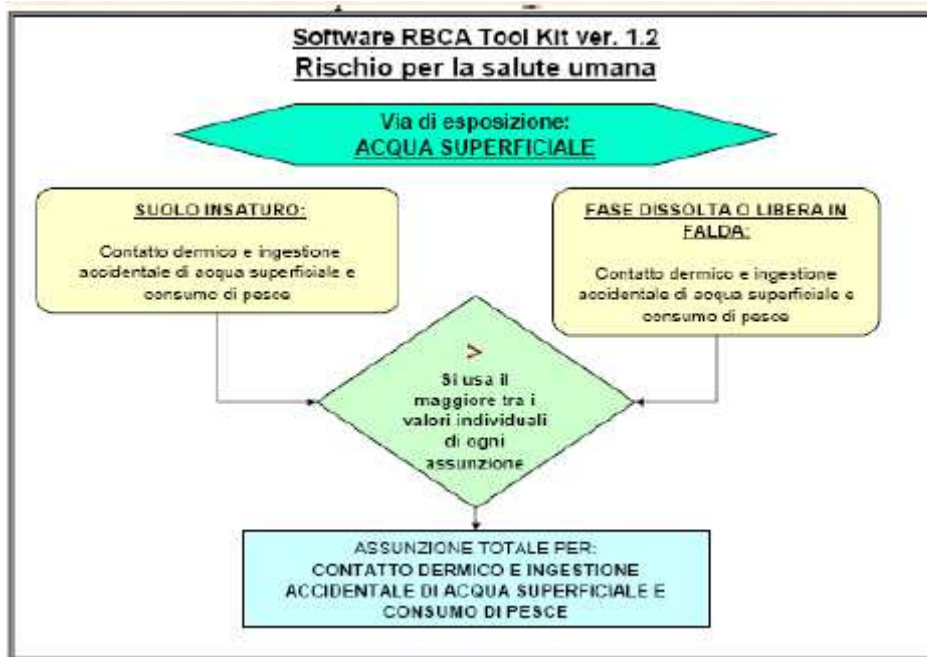 Software RBCA Tool Kit ver. 1.2
Rischio per la salute umana
Via di esposizione:
ACQUA SUPERFICIALE
SUOLO INSATURO:
Contatto dermico e ingestione
accidentale di acqua superficiale e
consumo di pesce
FASE DISSOLTA O LIBERA IN
FALDA:
Contatto dermico e ingestione
accidentale di acqua superficiale e
consumo di pesce
>
Si usa il
maggiore tra i
valori individuali
di ogni
assunzione
ASSUNZIONE TOTALE PER:
CONTATTO DERMICO E INGESTIONE
ACCIDENTALE DI ACQUA SUPERFICIALE E
CONSUMO DI PESCE